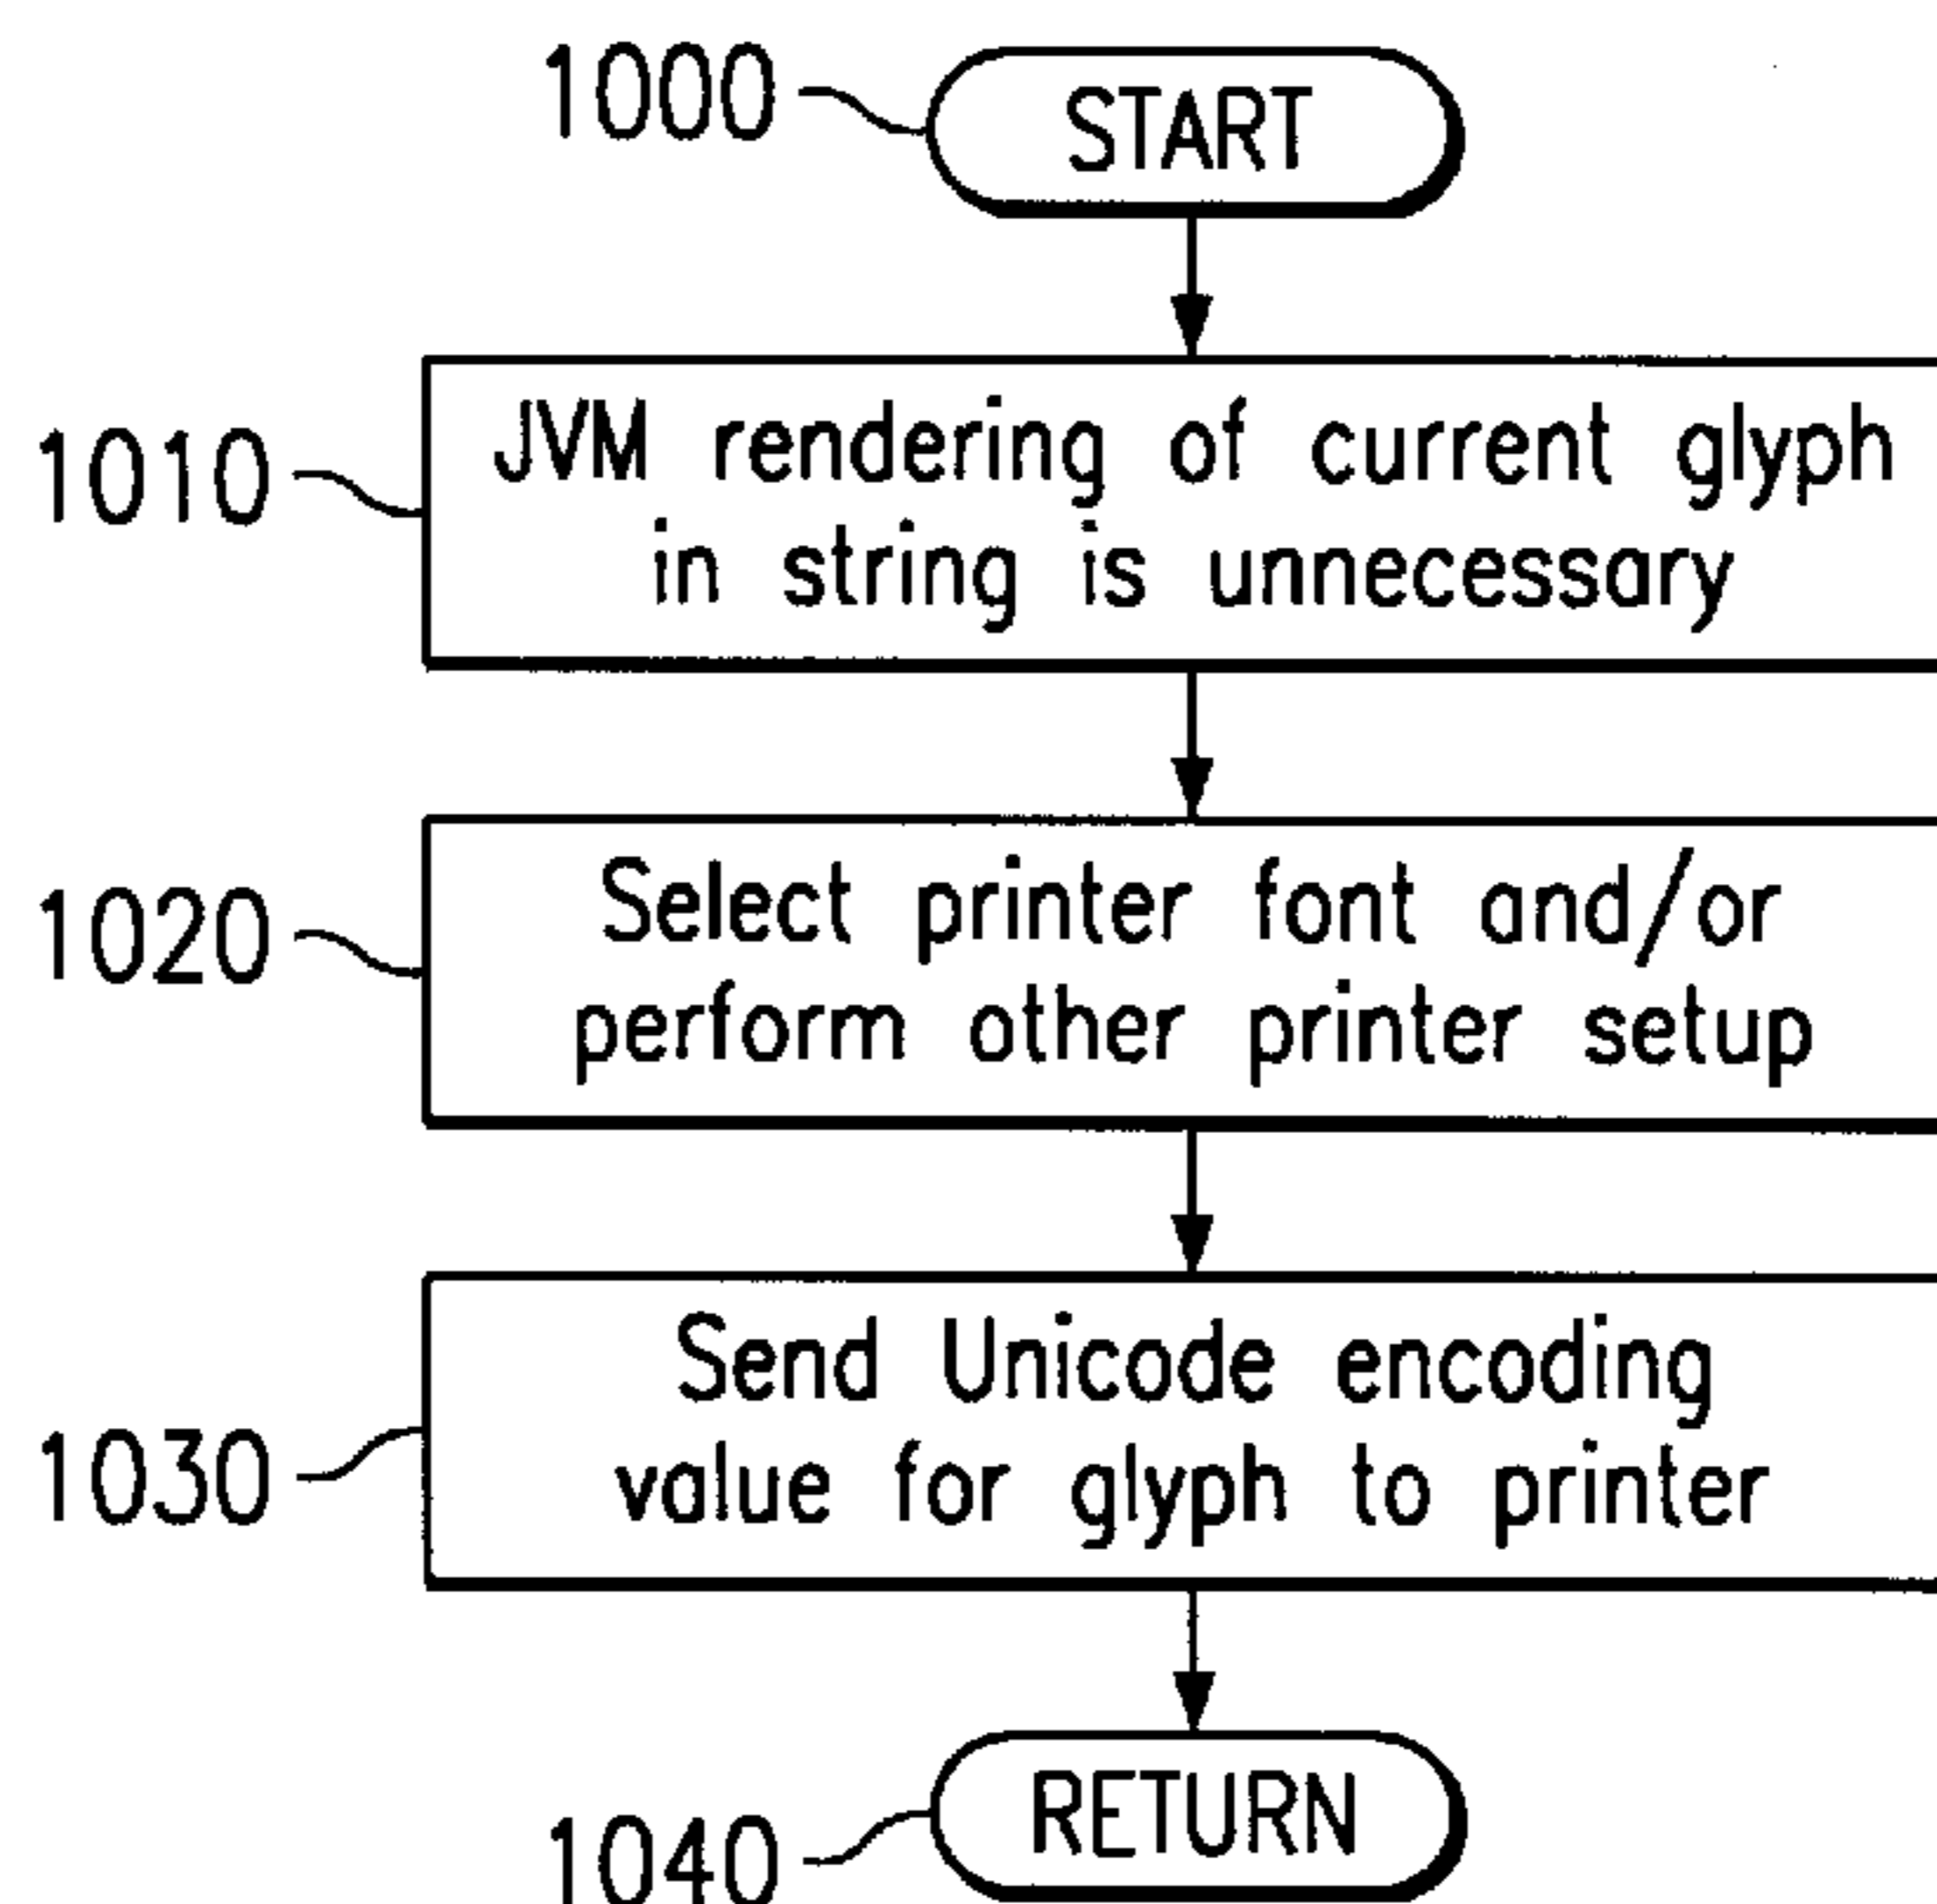 1000
START
1010
JVM rendering of current glyph
in string is unnecessary
1020
Select printer font and/or
perform other printer setup
1030
Send Unicode encoding
value for glyph to printer
1040
RETURN